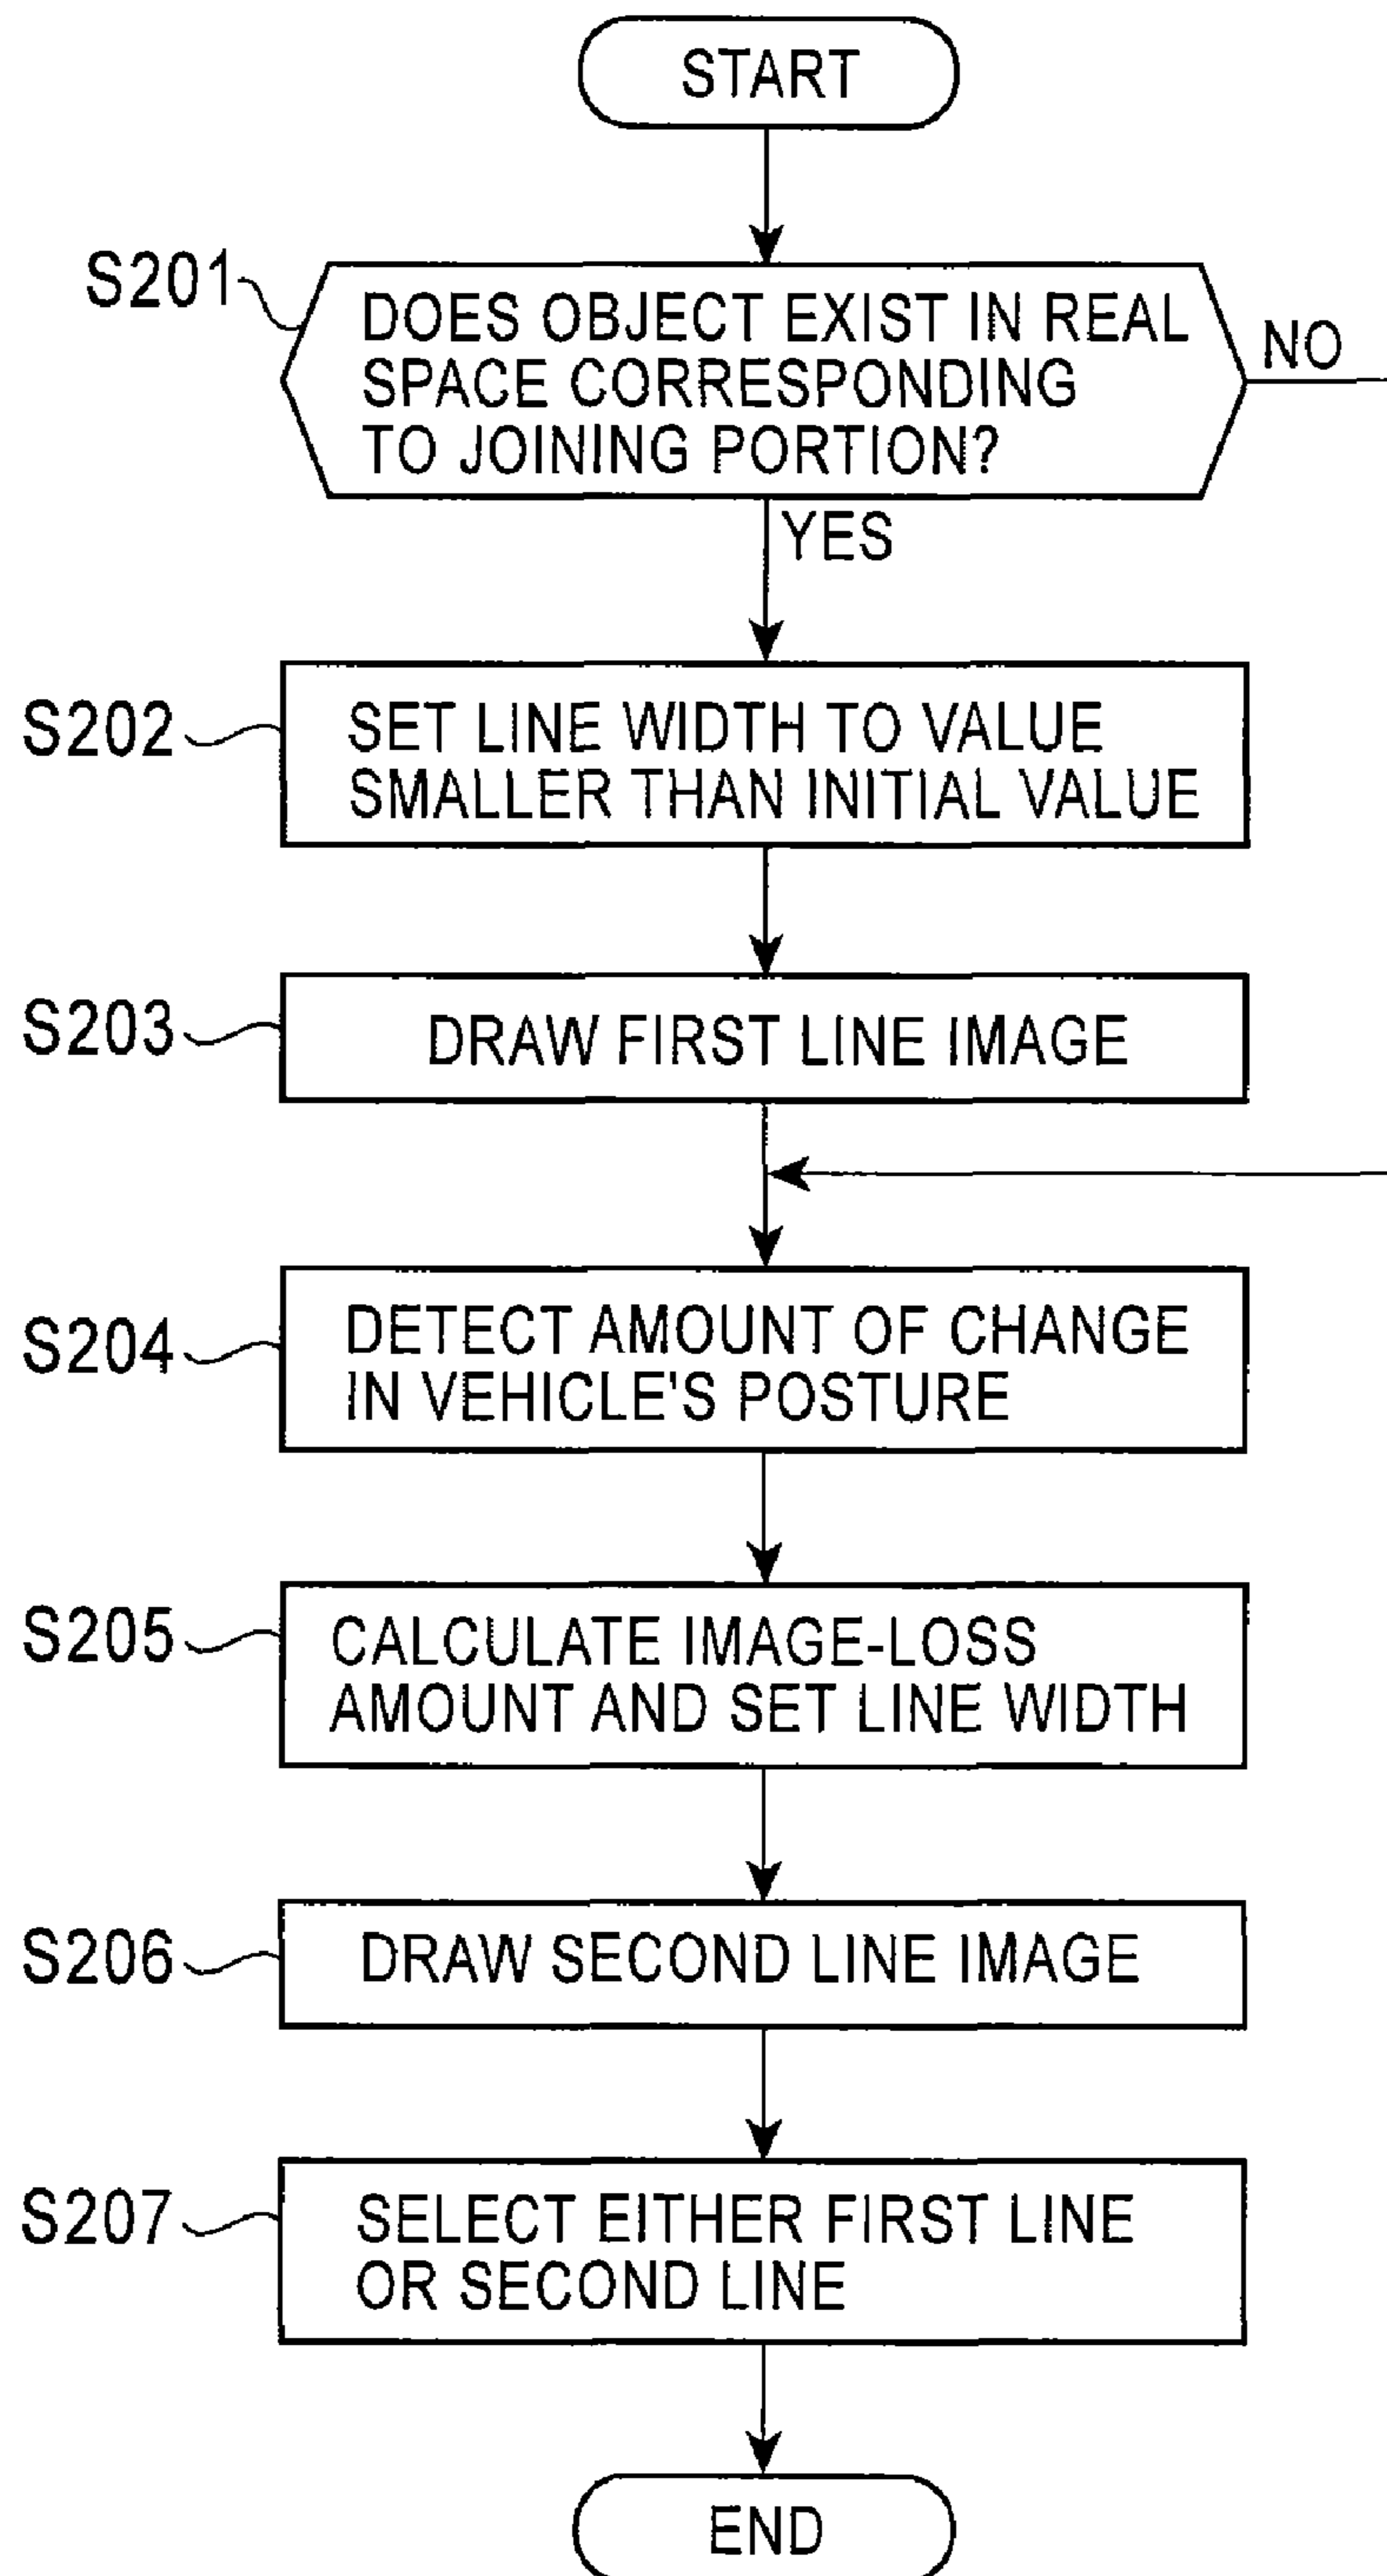 START
S201
DOES OBJECT EXIST IN REAL
SPACE CORRESPONDING
TO JOINING PORTION?
NO
YES
S202
SET LINE WIDTH TO VALUE
SMALLER THAN INITIAL VALUE
S203
DRAW FIRST LINE IMAGE
S204
DETECT AMOUNT OF CHANGE
IN VEHICLE'S POSTURE
S205
CALCULATE IMAGE-LOSS
AMOUNT AND SET LINE WIDTH
S206
DRAW SECOND LINE IMAGE
S207
SELECT EITHER FIRST LINE
OR SECOND LINE
END